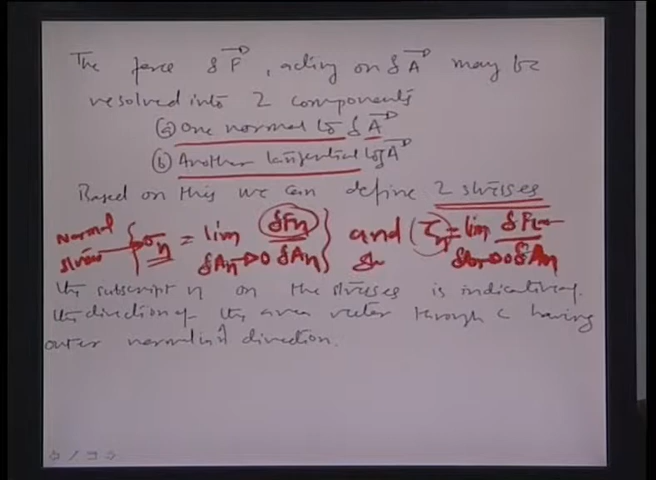 The force δF⃗, acting on δA⃗ may be
resolved into 2 components
(a) One normal to δA⃗
(b) Another tangential to A⃗
Based on this we can define 2 stresses
normal stress { σn = lim δAn→0 δFn/δAn } and (τn = lim δAn→0 δFt/δAn
the subscript n on the stresses is indicative of
the direction of the area vector through c having
outer normal in n̂ direction.